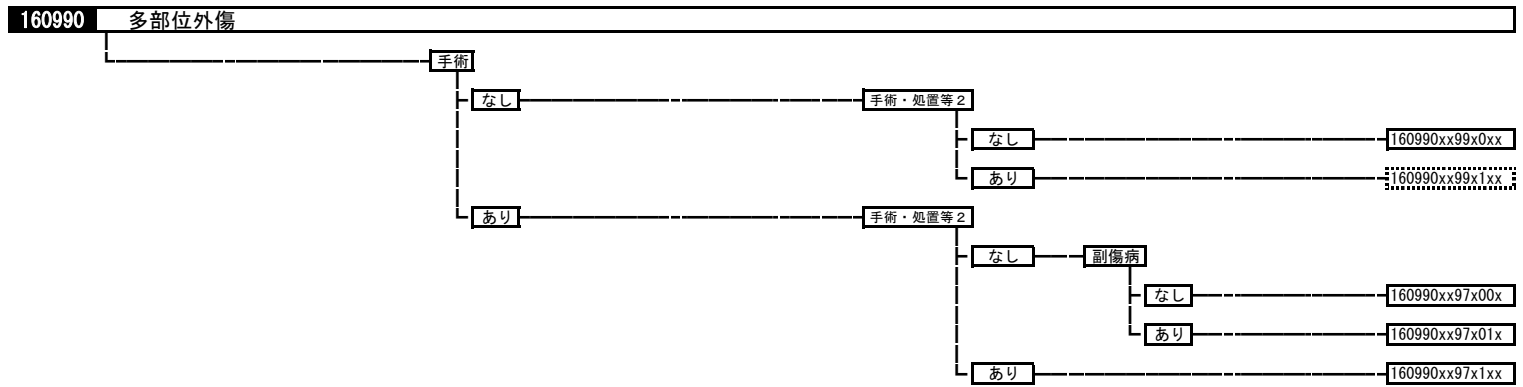 160990 多部位外傷
手術
なし 手術・処置等２
なし 160990xx99x0xx
あり 160990xx99x1xx
あり 手術・処置等２
なし 副傷病
なし 160990xx97x00x
あり 160990xx97x01x
あり 160990xx97x1xx